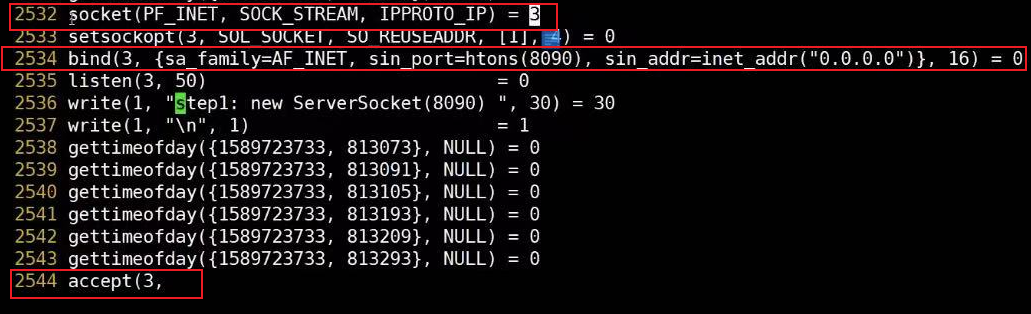 2532 socket(PF_INET, SOCK_STREAM, IPPROTO_IP) = 3
2533 setsockopt(3, SOL_SOCKET, SO_REUSEADDR, [1], 4) = 0
2534 bind(3, {sa_family=AF_INET, sin_port=htons(8090), sin_addr=inet_addr("0.0.0.0")}, 16) = 0
2535 listen(3, 50) = 0
2536 write(1, "step1: new ServerSocket(8090) ", 30) = 30
2537 write(1, "\n", 1) = 1
2538 gettimeofday({1589723733, 813073}, NULL) = 0
2539 gettimeofday({1589723733, 813091}, NULL) = 0
2540 gettimeofday({1589723733, 813105}, NULL) = 0
2541 gettimeofday({1589723733, 813193}, NULL) = 0
2542 gettimeofday({1589723733, 813209}, NULL) = 0
2543 gettimeofday({1589723733, 813293}, NULL) = 0
2544 accept(3,